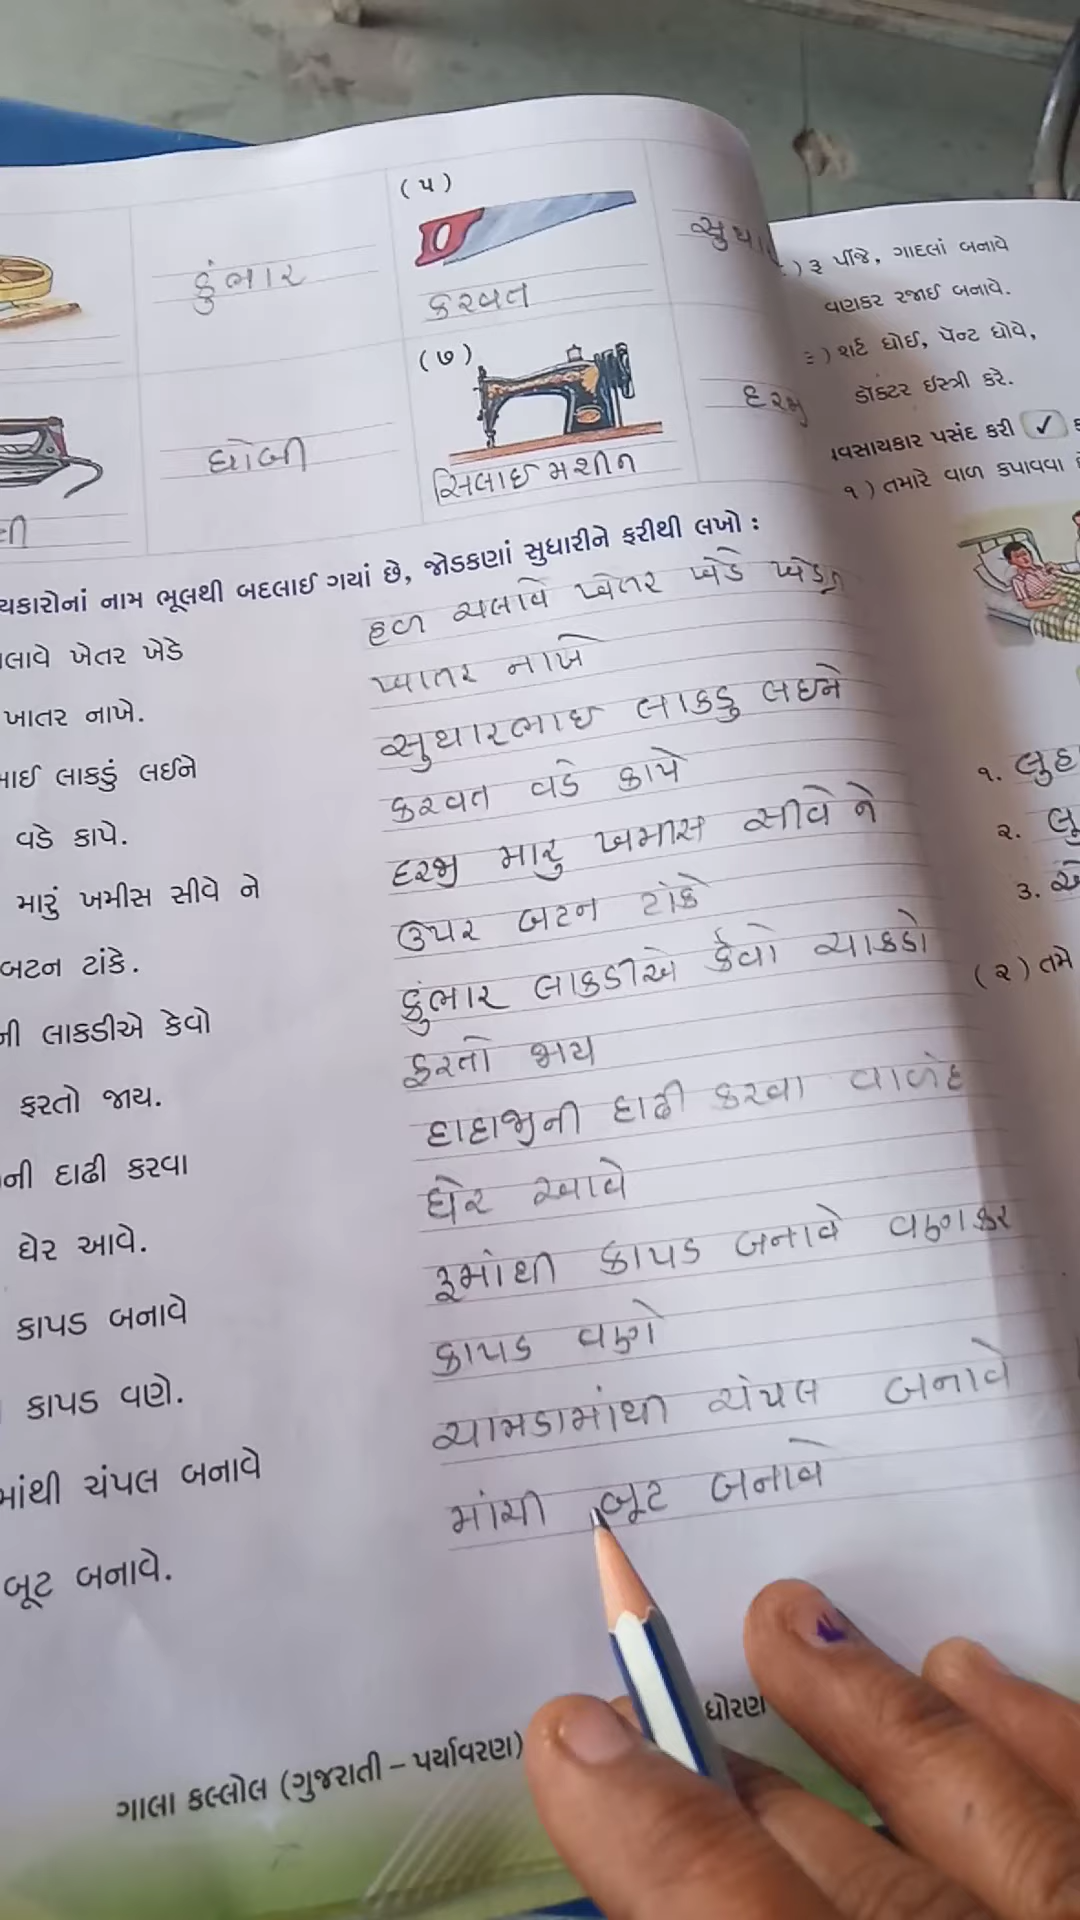 (૫)
કુંભાર
સુથાર
કરવત
(૭)
ધોબી
દરજી
સિલાઈ મશીન
યકારોનાં નામ ભૂલથી બદલાઈ ગયાં છે, જોડકણાં સુધારીને ફરીથી લખો :
લાવે ખેતર ખેડે
હળ ચલાવે ખેતર ખેડે ખેડૂત
ખાતર નાખે.
ખાતર નાખે
ભાઈ લાકડું લઈને
સુથારભાઈ લાકડુ લઇને
વડે કાપે.
કરવત વડે કાપે
મારું ખમીસ સીવે ને
દરજી મારુ ખમીસ સીવે ને
બટન ટાંકે.
ઉપર બટન ટાંકે
ની લાકડીએ કેવો
કુંભાર લાકડીએ કેવો ચાકડો
ફરતો જાય.
ફરતો જાય
ની દાઢી કરવા
દાદાજીની દાઢી કરવા વાળંદ
ઘેર આવે.
ઘેર આવે
કાપડ બનાવે
રૂમાંથી કાપડ બનાવે વણકર
કાપડ વણે.
કાપડ વણે
માંથી ચંપલ બનાવે
ચામડામાંથી ચંપલ બનાવે
બૂટ બનાવે.
મોચી બૂટ બનાવે
ગાલા કલ્લોલ (ગુજરાતી – પર્યાવરણ)
ધોરણ
) રૂ પીંજે, ગાદલાં બનાવે
વણકર રજાઈ બનાવે.
) શર્ટ ધોઈ, પૅન્ટ ધોવે,
ડૉક્ટર ઈસ્ત્રી કરે.
વસાયકાર પસંદ કરી ✓
૧) તમારે વાળ કપાવવા
૧. લુહ
૨. લુ
૩.
(૨) તમે